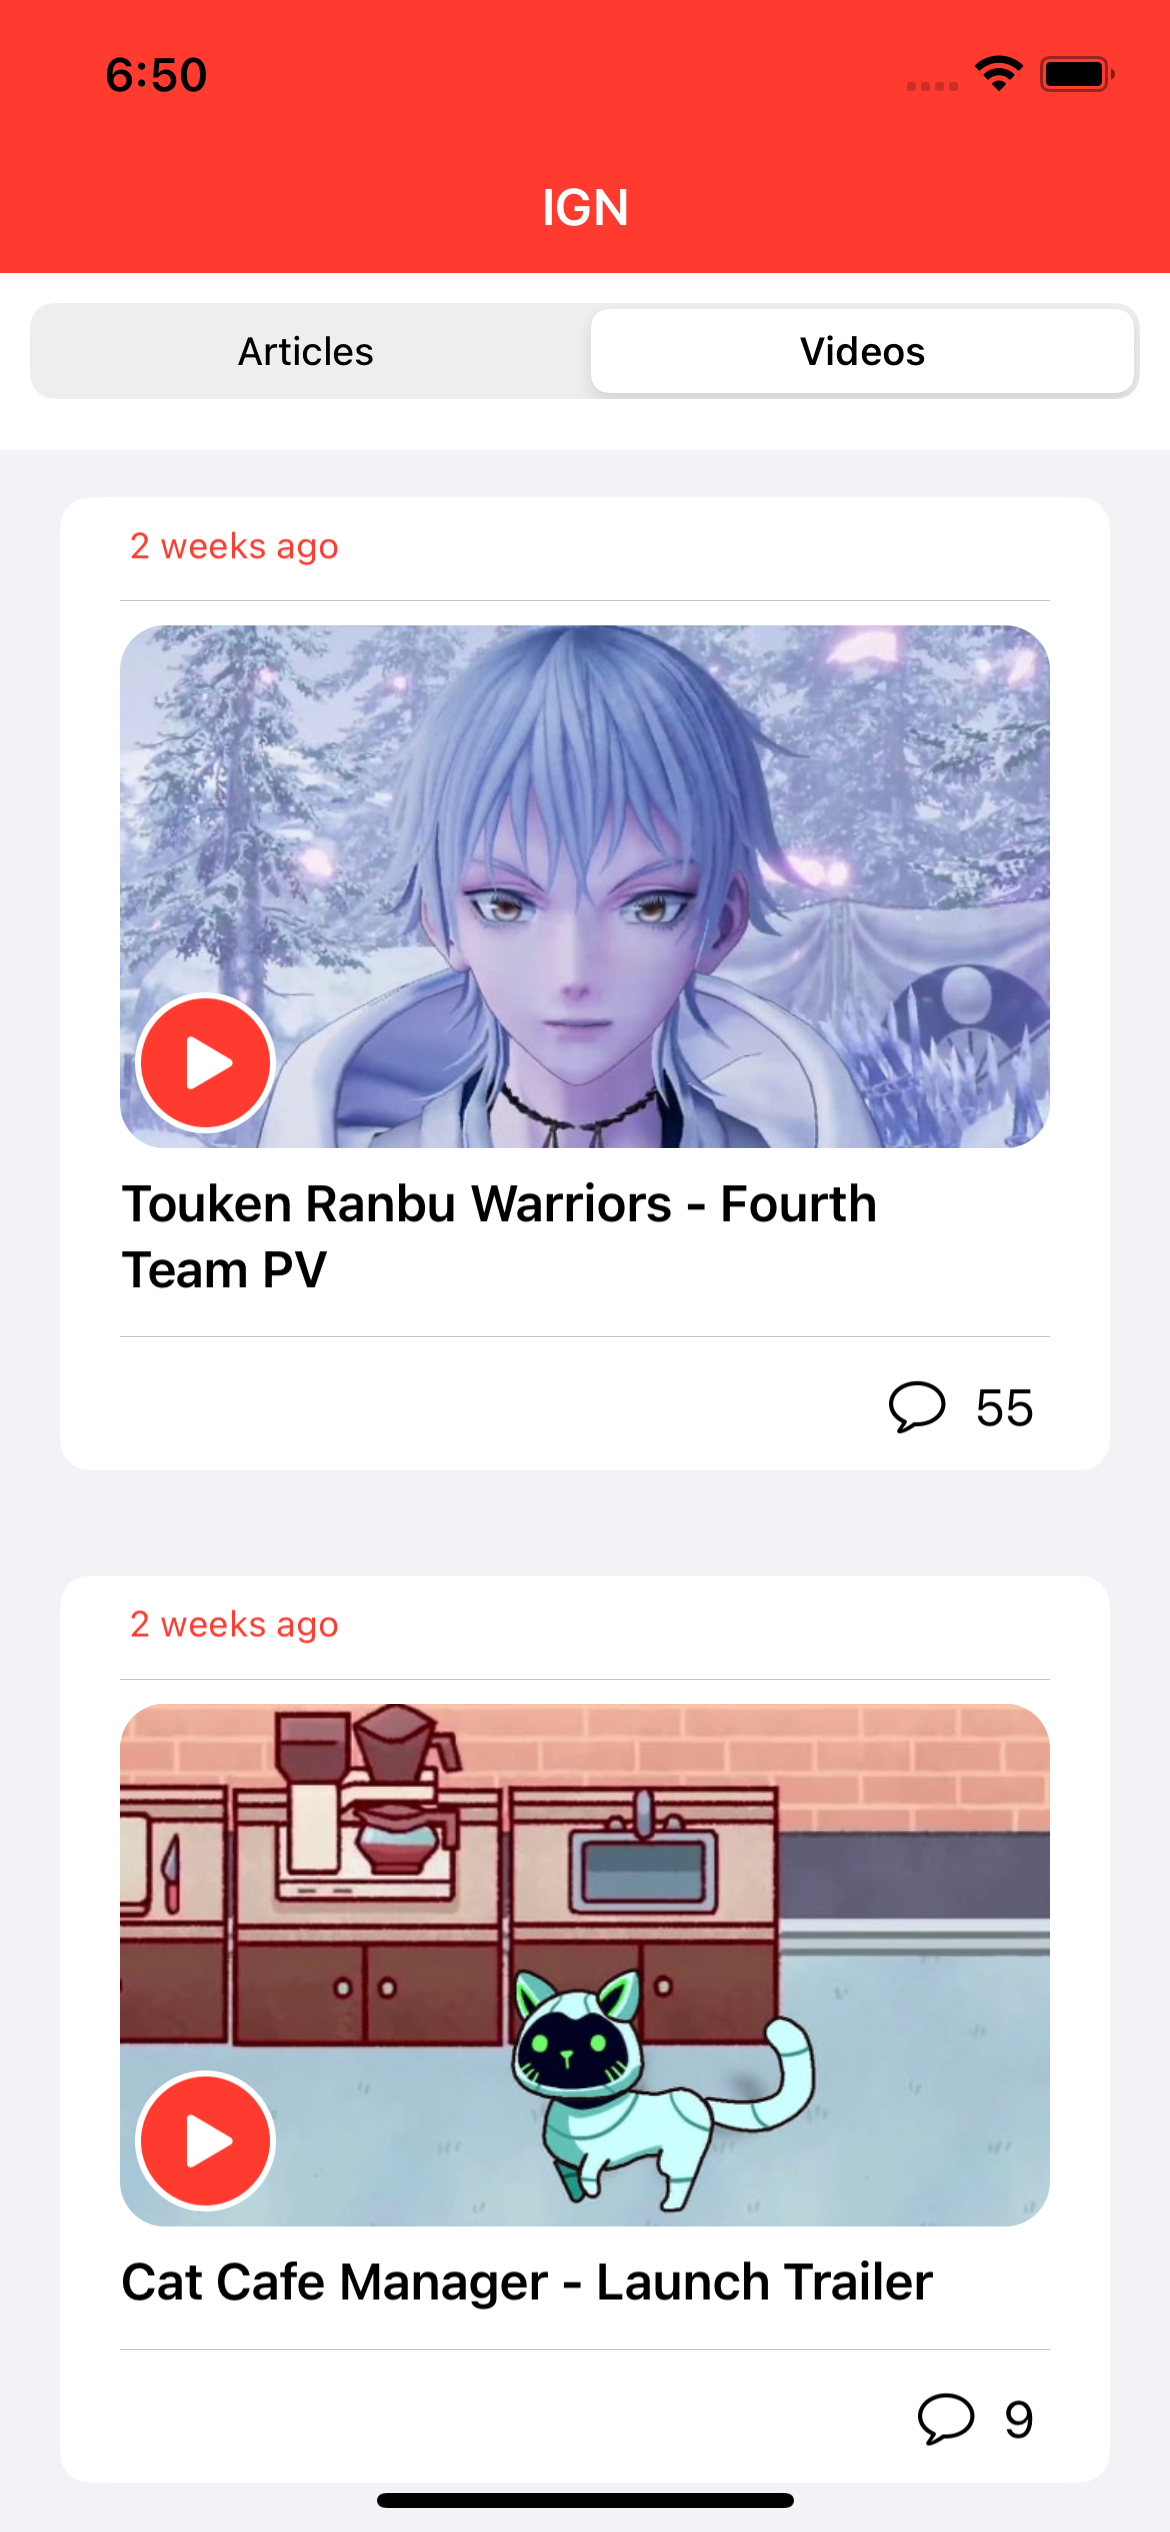 6:50
IGN
Articles
Videos
2 weeks ago
Touken Ranbu Warriors - Fourth
Team PV
55
2 weeks ago
Cat Cafe Manager - Launch Trailer
9